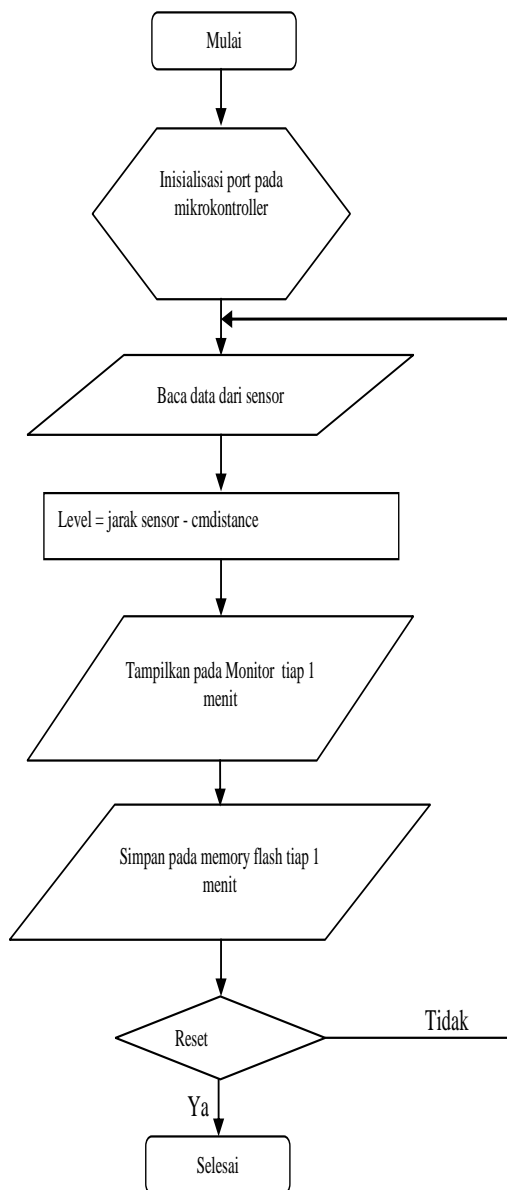 Mulai
Inisialisasi port pada
mikrokontroller
Baca data dari sensor
Level = jarak sensor - cmdistance
Tampilkan pada Monitor tiap 1
menit
Simpan pada memory flash tiap 1
menit
Reset
Tidak
Ya
Selesai